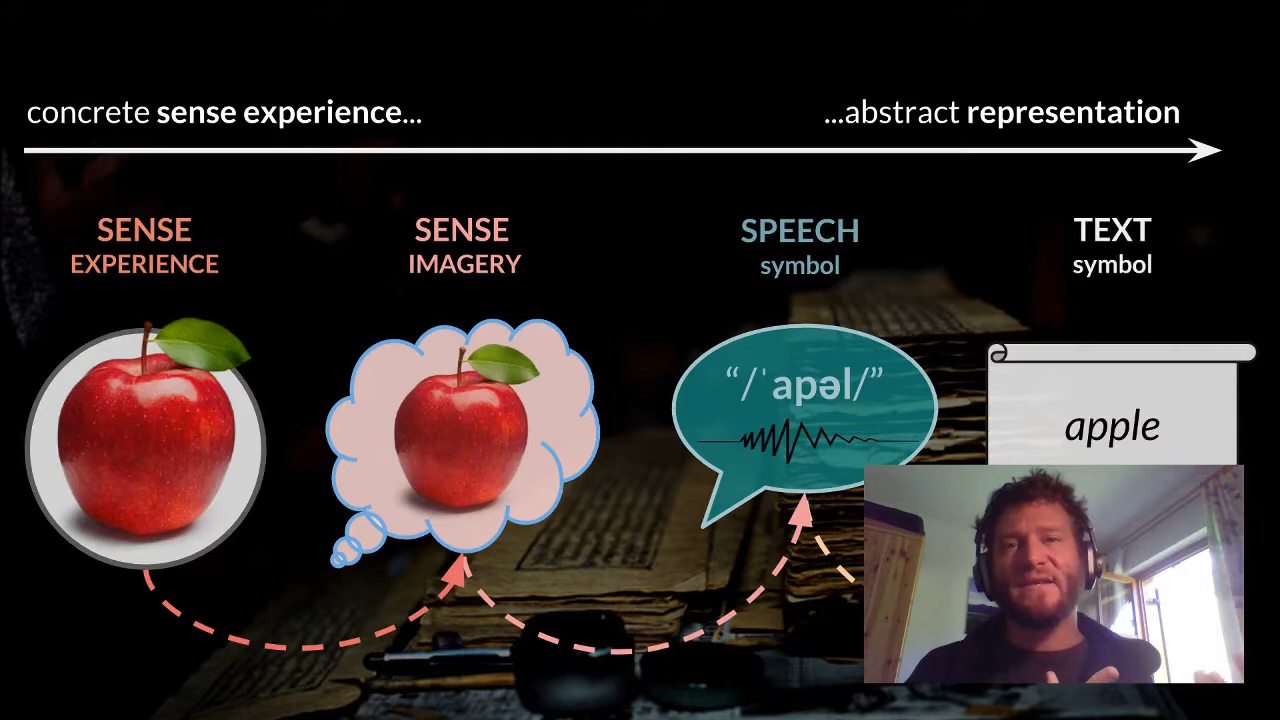 concrete sense experience...
...abstract representation
SENSE
EXPERIENCE
SENSE
IMAGERY
SPEECH
symbol
TEXT
symbol
“/ˈapəl/”
apple